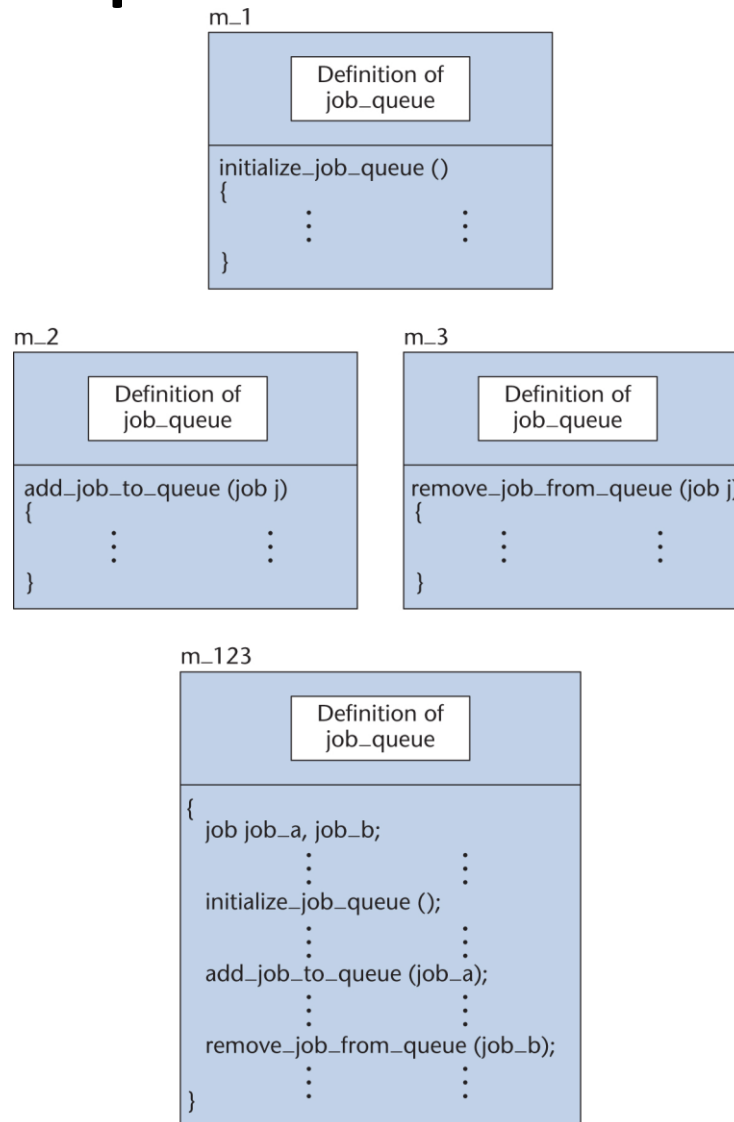 m_1
Definition of
job_queue
initialize_job_queue ()
{
}
m_2
Definition of
job_queue
add_job_to_queue (job j)
{
}
m_3
Definition of
job_queue
remove_job_from_queue (job j)
{
}
m_123
Definition of
job_queue
{
job job_a, job_b;
initialize_job_queue ();
add_job_to_queue (job_a);
remove_job_from_queue (job_b);
}